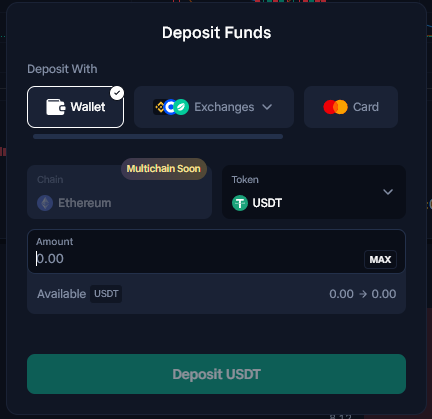 Deposit Funds
Deposit With
Wallet
Exchanges
Card
Multichain Soon
Chain
Ethereum
Token
USDT
Amount
0.00
MAX
Available USDT
0.00 → 0.00
Deposit USDT